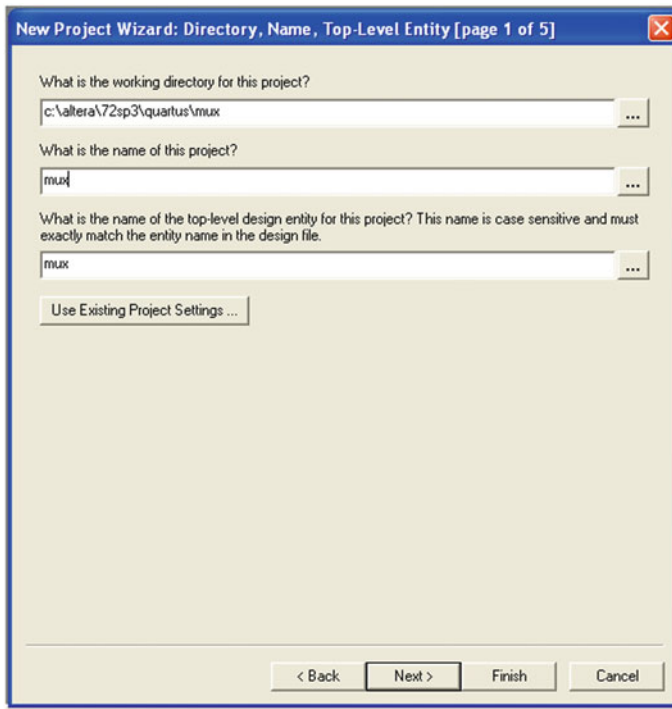 New Project Wizard: Directory, Name, Top-Level Entity [page 1 of 5]
What is the working directory for this project?
c:\altera\72sp3\quartus\mux
...
What is the name of this project?
mux
...
What is the name of the top-level design entity for this project? This name is case sensitive and must
exactly match the entity name in the design file.
mux
...
Use Existing Project Settings ...
< Back
Next >
Finish
Cancel